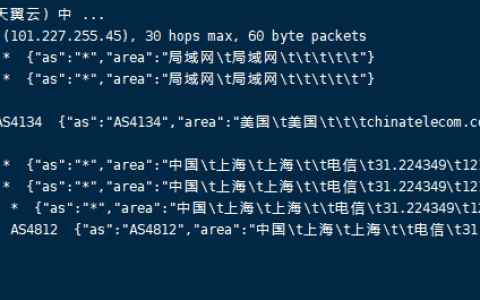 天翼云) 中 ...
(101.227.255.45), 30 hops max, 60 byte packets
* {"as":"*","area":"局域网\t局域网\t\t\t\t\t"}
* {"as":"*","area":"局域网\t局域网\t\t\t\t\t"}
AS4134 {"as":"AS4134","area":"美国\t美国\t\t\tchinatelecom.co
* {"as":"*","area":"中国\t上海\t上海\t\t电信\t31.224349\t12
* {"as":"*","area":"中国\t上海\t上海\t\t电信\t31.224349\t12
* {"as":"*","area":"中国\t上海\t上海\t\t电信\t31.224349\t12
AS4812 {"as":"AS4812","area":"中国\t上海\t上海\t\t电信\t31